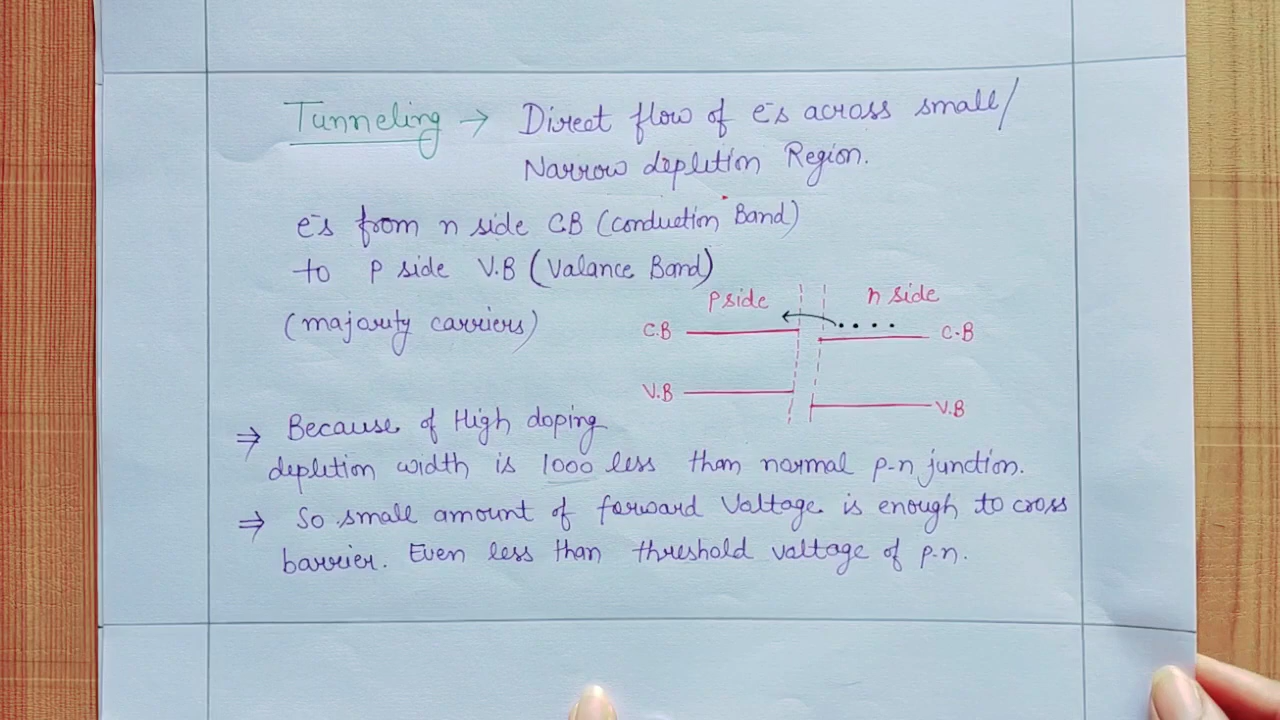 Tunneling → Direct flow of e-s across small/
Narrow depletion Region.
e-s from n side CB (Conduction Band)
to p side V.B (Valance Band)
(majority carriers)
p side n side
C.B C-B
V.B V.B
⇒ Because of High doping
depletion width is 1000 less than normal p-n junction.
⇒ So small amount of forward Voltage is enough to cross
barrier. Even less than threshold voltage of p-n.